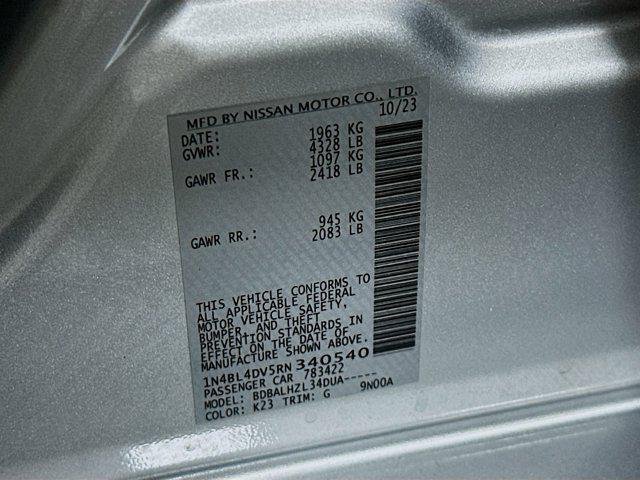 MFD BY NISSAN MOTOR CO., LTD.
DATE: 10/23
GVWR: 1963 KG
4328 LB
GAWR FR.: 1097 KG
2418 LB
GAWR RR.: 945 KG
2083 LB
THIS VEHICLE CONFORMS TO
ALL APPLICABLE FEDERAL
MOTOR VEHICLE SAFETY,
BUMPER, AND THEFT
PREVENTION STANDARDS IN
EFFECT ON THE DATE OF
MANUFACTURE SHOWN ABOVE.
1N4BL4DV5RN340540
PASSENGER CAR 783422
MODEL: BDBALHZL34DUA-----
COLOR: K23 TRIM: G 9N00A